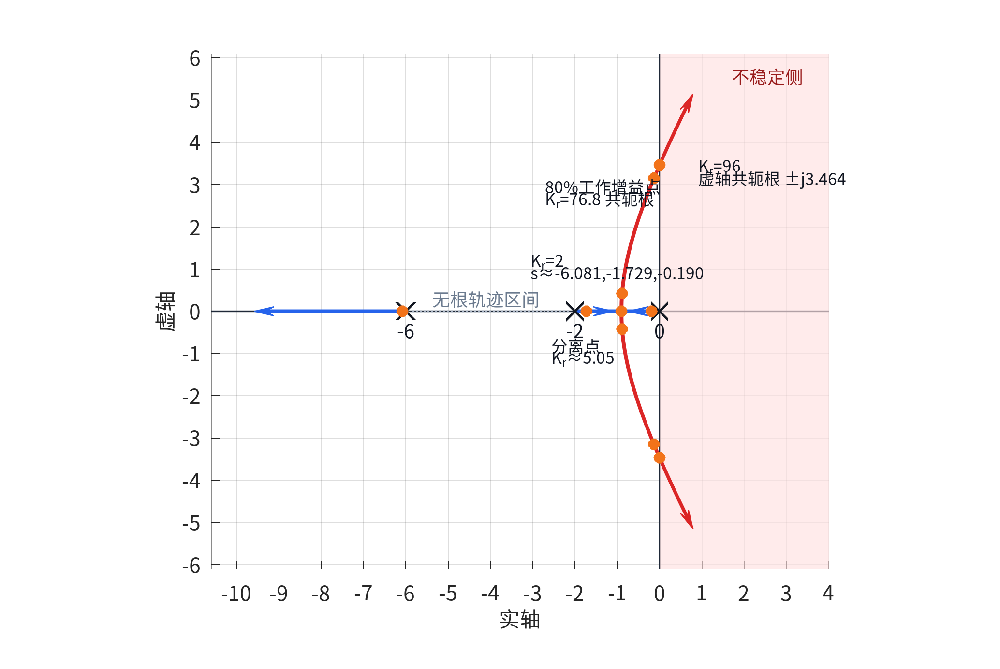 6
不稳定侧
5
4
K_r=96
虚轴共轭根 ±j3.464
3
80%工作增益点
K_r=76.8 共轭根
2
K_r=2
1
s≈-6.081,-1.729,-0.190
无根轨迹区间
虚轴
0
-6
-2
0
分离点
-1
K_r≈5.05
-2
-3
-4
-5
-6
-10 -9 -8 -7 -6 -5 -4 -3 -2 -1 0 1 2 3 4
实轴